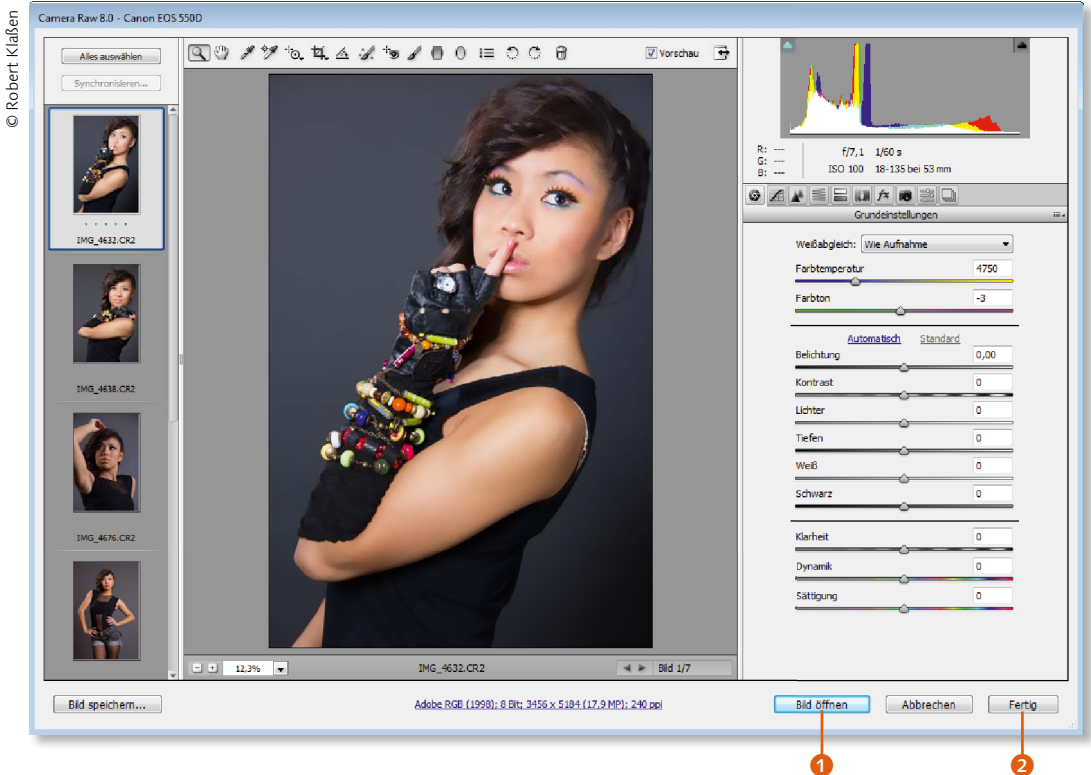 © Robert Klaßen
Camera Raw 8.0 - Canon EOS 550D
Alles auswählen
Synchronisieren...
IMG_4632.CR2
IMG_4638.CR2
IMG_4676.CR2
Vorschau
12,3%
IMG_4632.CR2
Bild 1/7
R: ---
G: ---
B: ---
f/7,1 1/60 s
ISO 100 18-135 bei 53 mm
fx
Grundeinstellungen
Weißabgleich: Wie Aufnahme
Farbtemperatur 4750
Farbton -3
Automatisch Standard
Belichtung 0,00
Kontrast 0
Lichter 0
Tiefen 0
Weiß 0
Schwarz 0
Klarheit 0
Dynamik 0
Sättigung 0
Bild speichern...
Adobe RGB (1998); 8 Bit; 3456 x 5184 (17,9 MP); 240 ppi
Bild öffnen
Abbrechen
Fertig
1
2